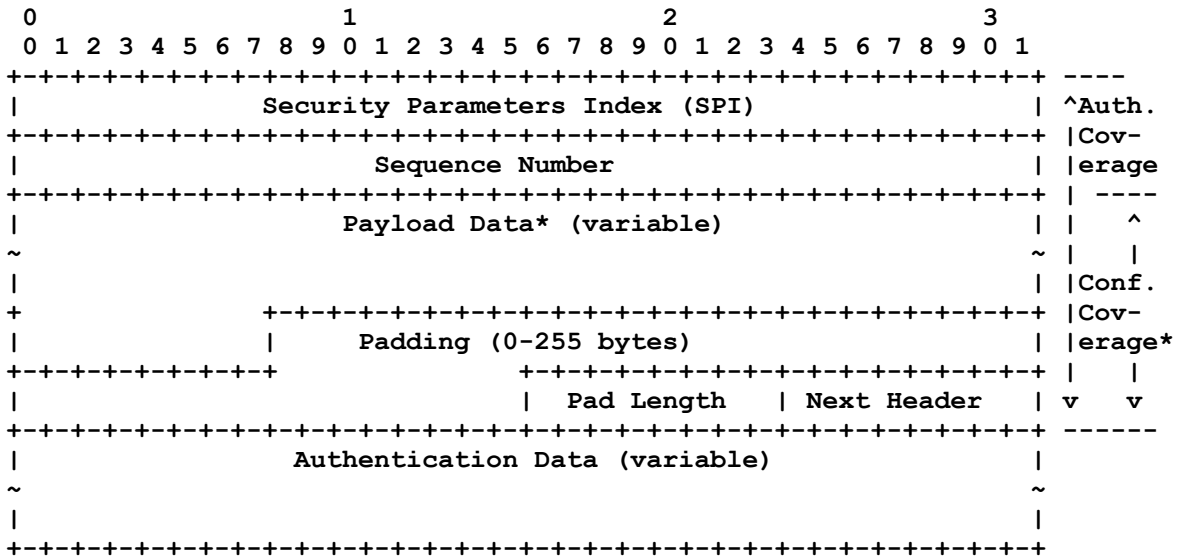 0                   1                   2                   3
 0 1 2 3 4 5 6 7 8 9 0 1 2 3 4 5 6 7 8 9 0 1 2 3 4 5 6 7 8 9 0 1
+-+-+-+-+-+-+-+-+-+-+-+-+-+-+-+-+-+-+-+-+-+-+-+-+-+-+-+-+-+-+-+-+ ----
|               Security Parameters Index (SPI)                 | ^Auth.
+-+-+-+-+-+-+-+-+-+-+-+-+-+-+-+-+-+-+-+-+-+-+-+-+-+-+-+-+-+-+-+-+ |Cov-
|                      Sequence Number                          | |erage
+-+-+-+-+-+-+-+-+-+-+-+-+-+-+-+-+-+-+-+-+-+-+-+-+-+-+-+-+-+-+-+-+ | ----
|                    Payload Data* (variable)                   | |   ^
~                                                               ~ |   |
|                                                               | |Conf.
+               +-+-+-+-+-+-+-+-+-+-+-+-+-+-+-+-+-+-+-+-+-+-+-+-+ |Cov-
|               |     Padding (0-255 bytes)                     | |erage*
+-+-+-+-+-+-+-+-+               +-+-+-+-+-+-+-+-+-+-+-+-+-+-+-+-+ |   |
|                               |  Pad Length   | Next Header   | v   v
+-+-+-+-+-+-+-+-+-+-+-+-+-+-+-+-+-+-+-+-+-+-+-+-+-+-+-+-+-+-+-+-+ ------
|                 Authentication Data (variable)                |
~                                                               ~
|                                                               |
+-+-+-+-+-+-+-+-+-+-+-+-+-+-+-+-+-+-+-+-+-+-+-+-+-+-+-+-+-+-+-+-+